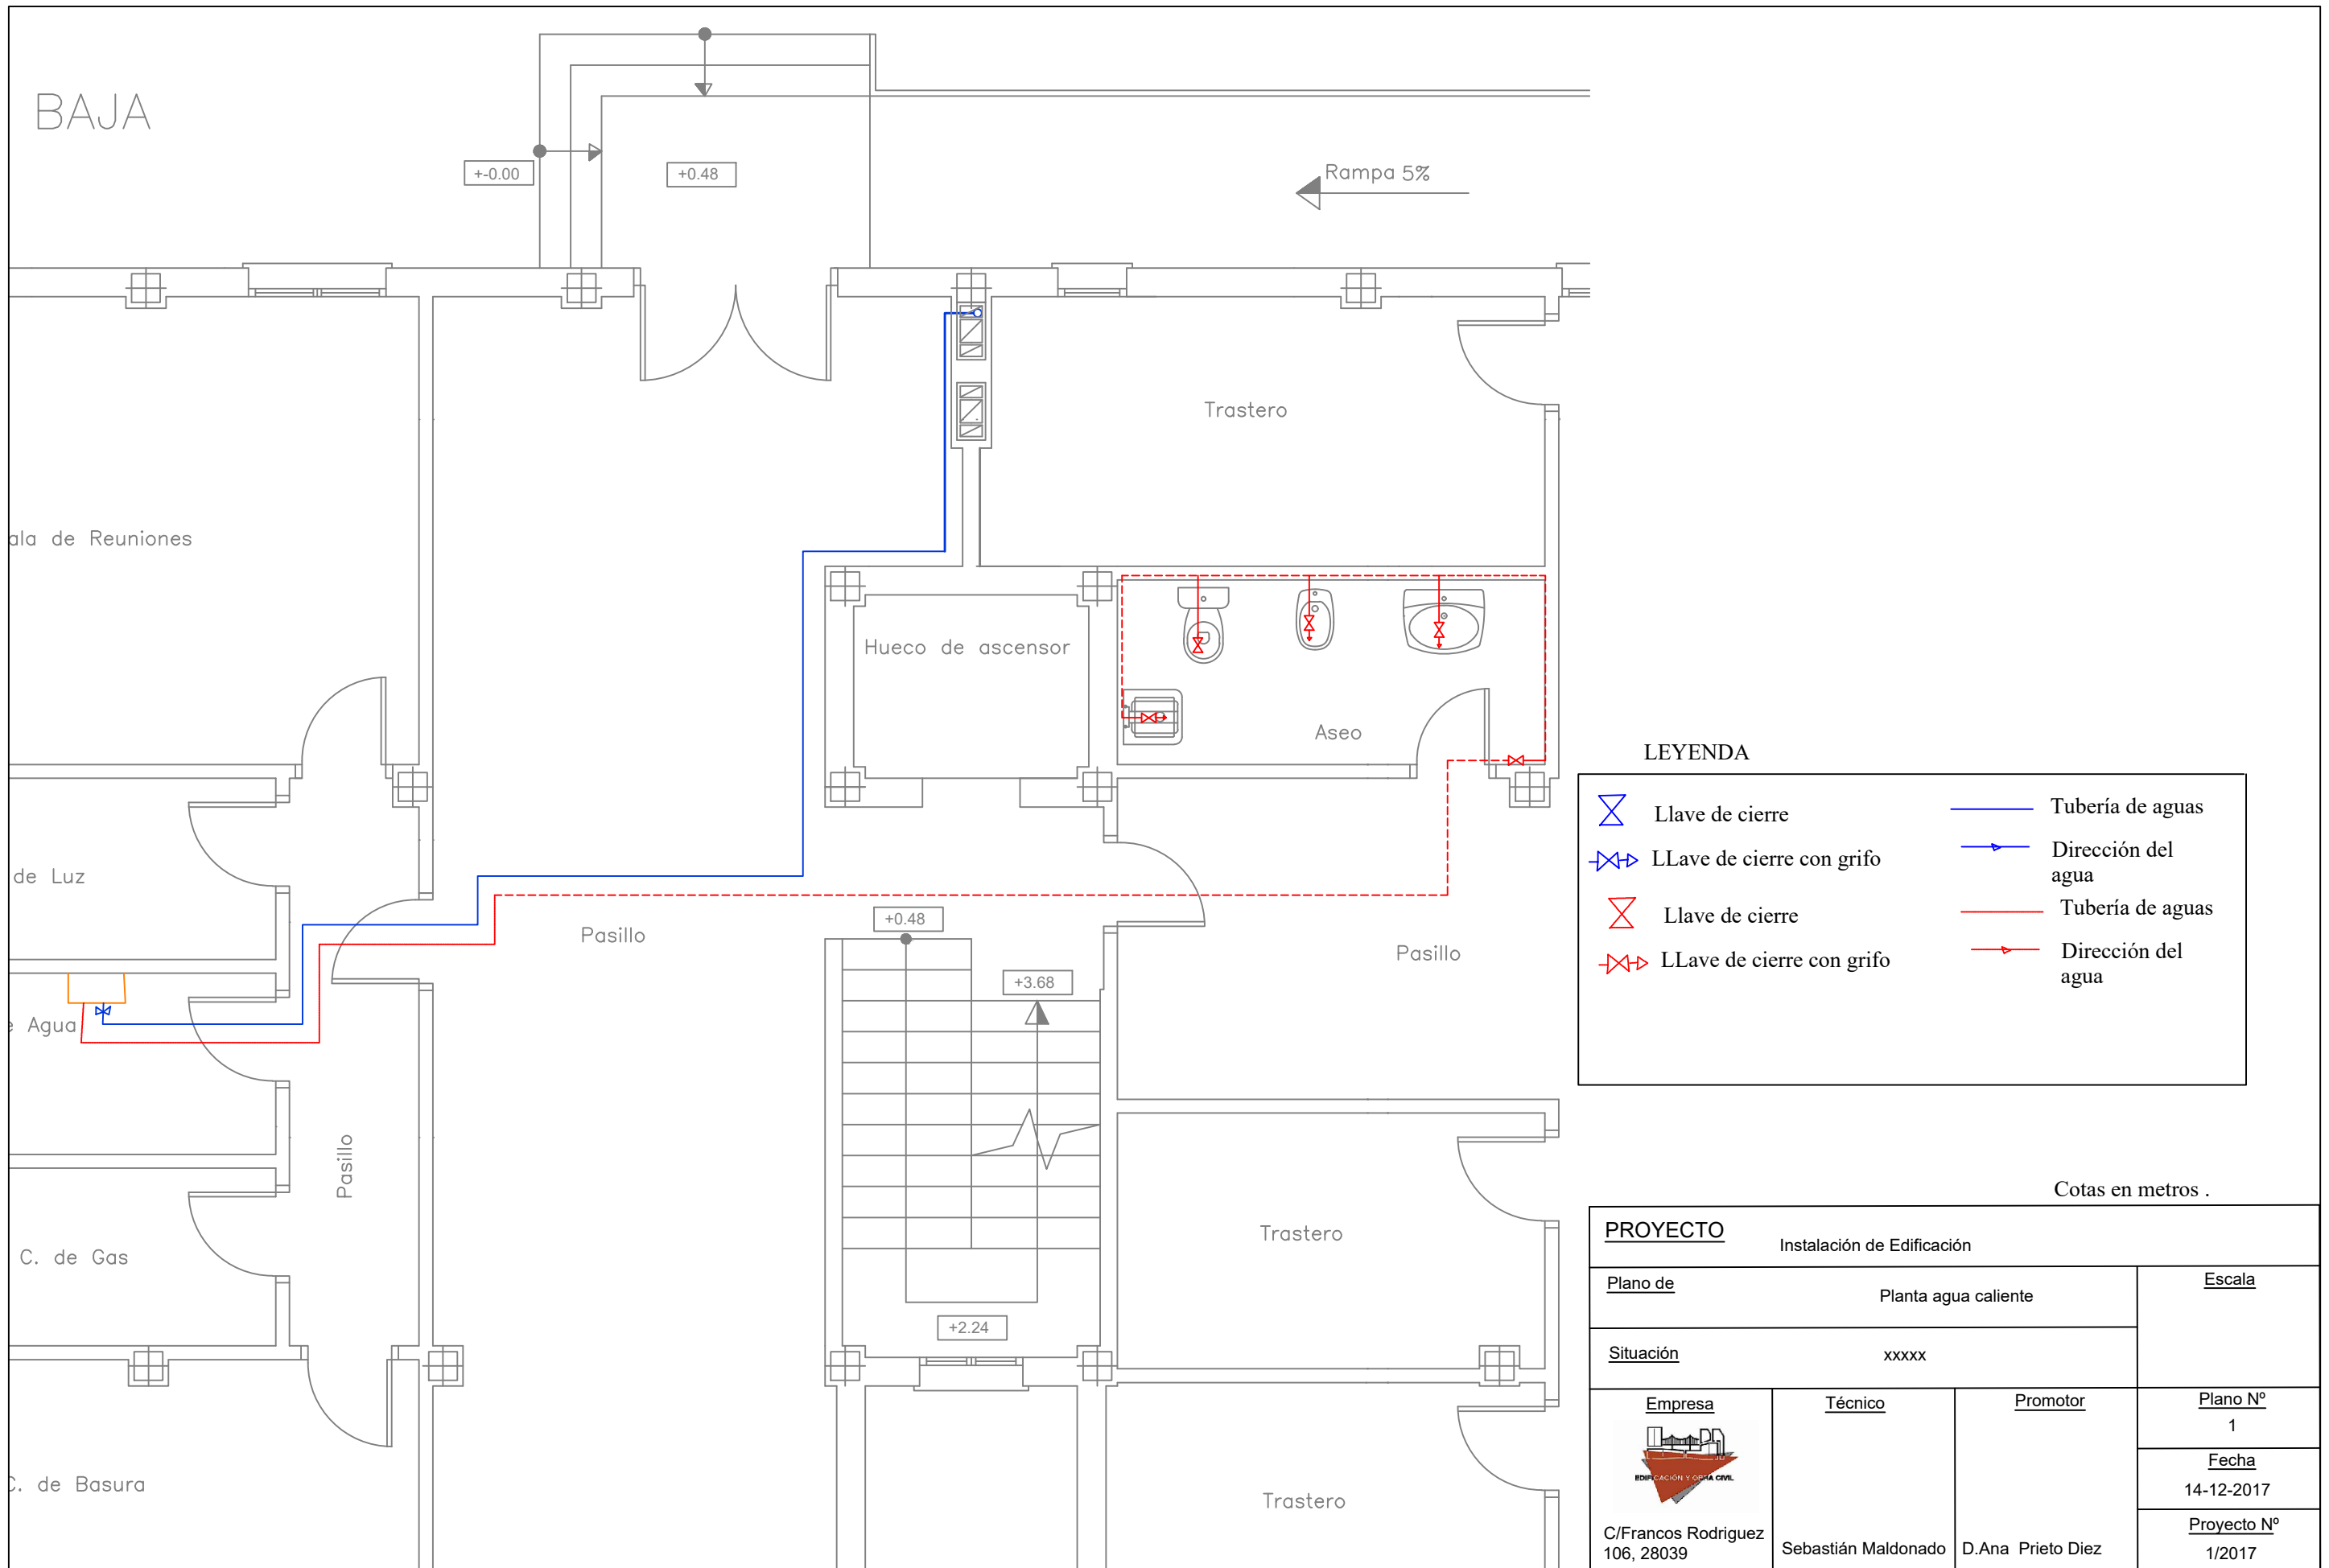 BAJA
+-0.00
+0.48
Rampa 5%
Trastero
ala de Reuniones
Hueco de ascensor
Aseo
de Luz
Pasillo
+0.48
Pasillo
+3.68
Agua
Pasillo
C. de Gas
Trastero
+2.24
C. de Basura
Trastero
LEYENDA
Llave de cierre
Tubería de aguas
LLave de cierre con grifo
Dirección del
agua
Llave de cierre
Tubería de aguas
LLave de cierre con grifo
Dirección del
agua
Cotas en metros .
PROYECTO
Instalación de Edificación
Plano de
Planta agua caliente
Escala
Situación
xxxxx
Empresa
EDIFICACIÓN Y OBRA CIVIL
C/Francos Rodriguez
106, 28039
Técnico
Sebastián Maldonado
Promotor
D.Ana Prieto Diez
Plano Nº
1
Fecha
14-12-2017
Proyecto Nº
1/2017